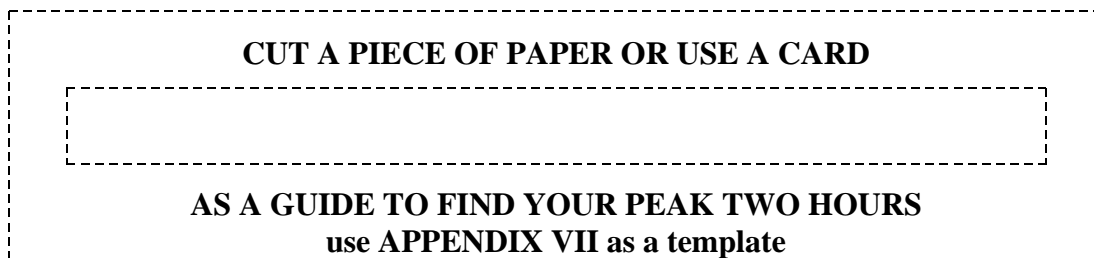 CUT A PIECE OF PAPER OR USE A CARD
AS A GUIDE TO FIND YOUR PEAK TWO HOURS
use APPENDIX VII as a template